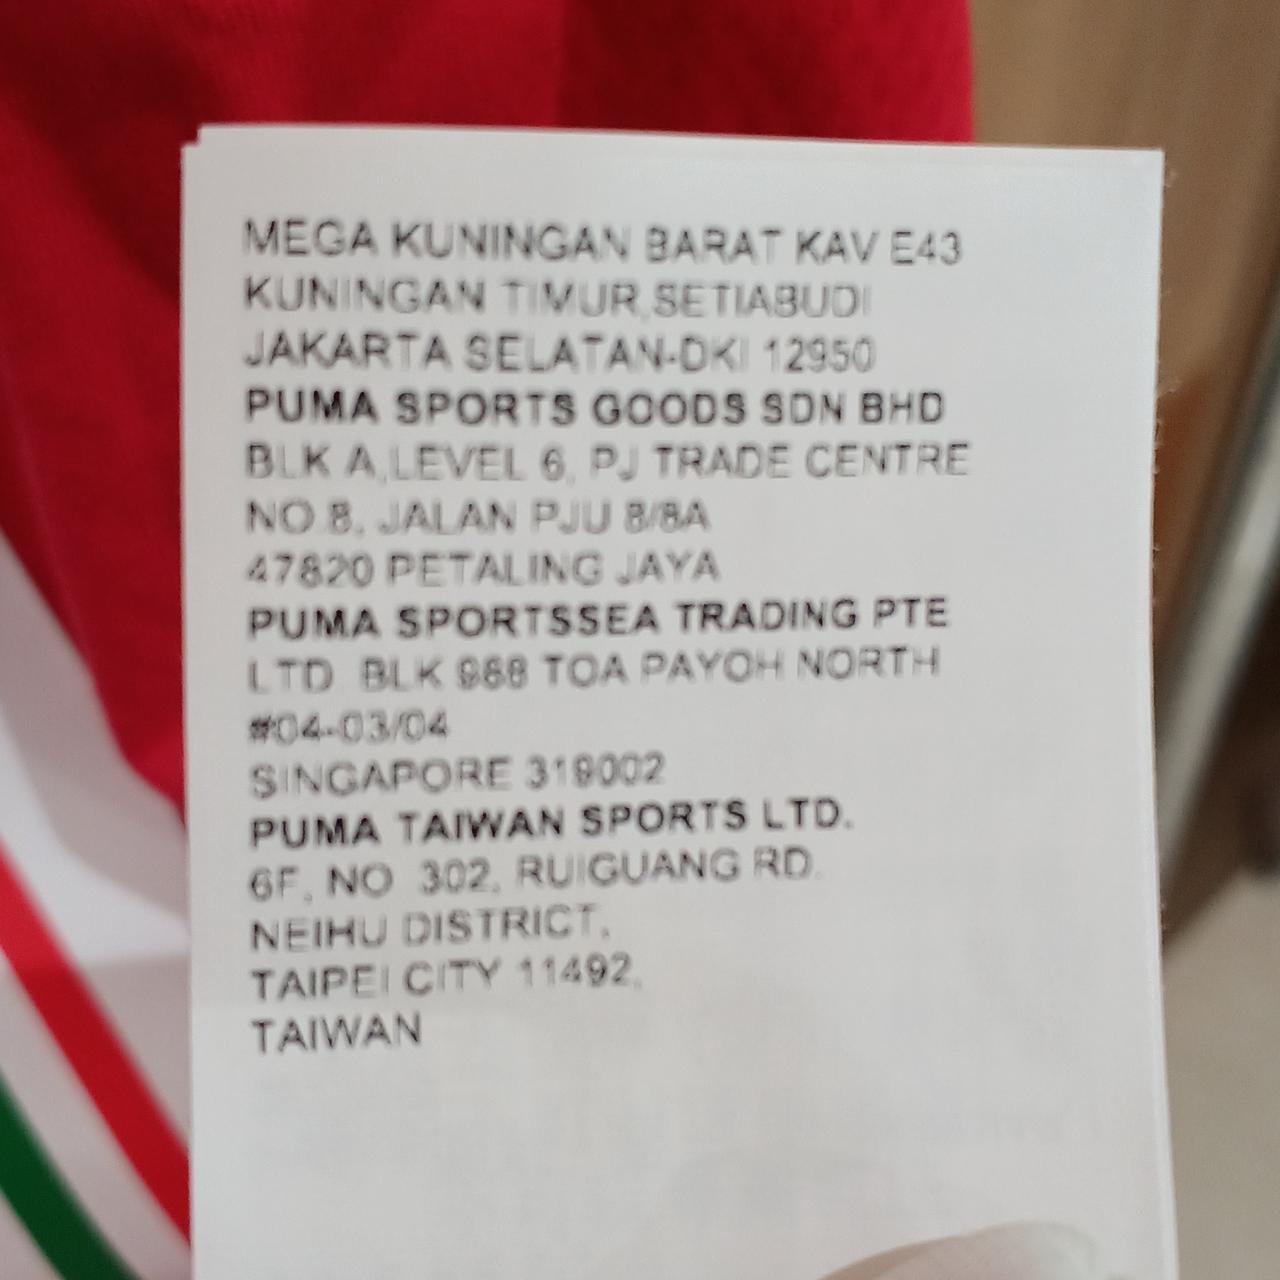 MEGA KUNINGAN BARAT KAV E43
KUNINGAN TIMUR,SETIABUDI
JAKARTA SELATAN-DKI 12950
PUMA SPORTS GOODS SDN BHD
BLK A,LEVEL 6, PJ TRADE CENTRE
NO.8, JALAN PJU 8/8A
47820 PETALING JAYA
PUMA SPORTSSEA TRADING PTE
LTD. BLK 988 TOA PAYOH NORTH
#04-03/04
SINGAPORE 319002
PUMA TAIWAN SPORTS LTD.
6F, NO. 302, RUIGUANG RD.
NEIHU DISTRICT,
TAIPEI CITY 11492,
TAIWAN